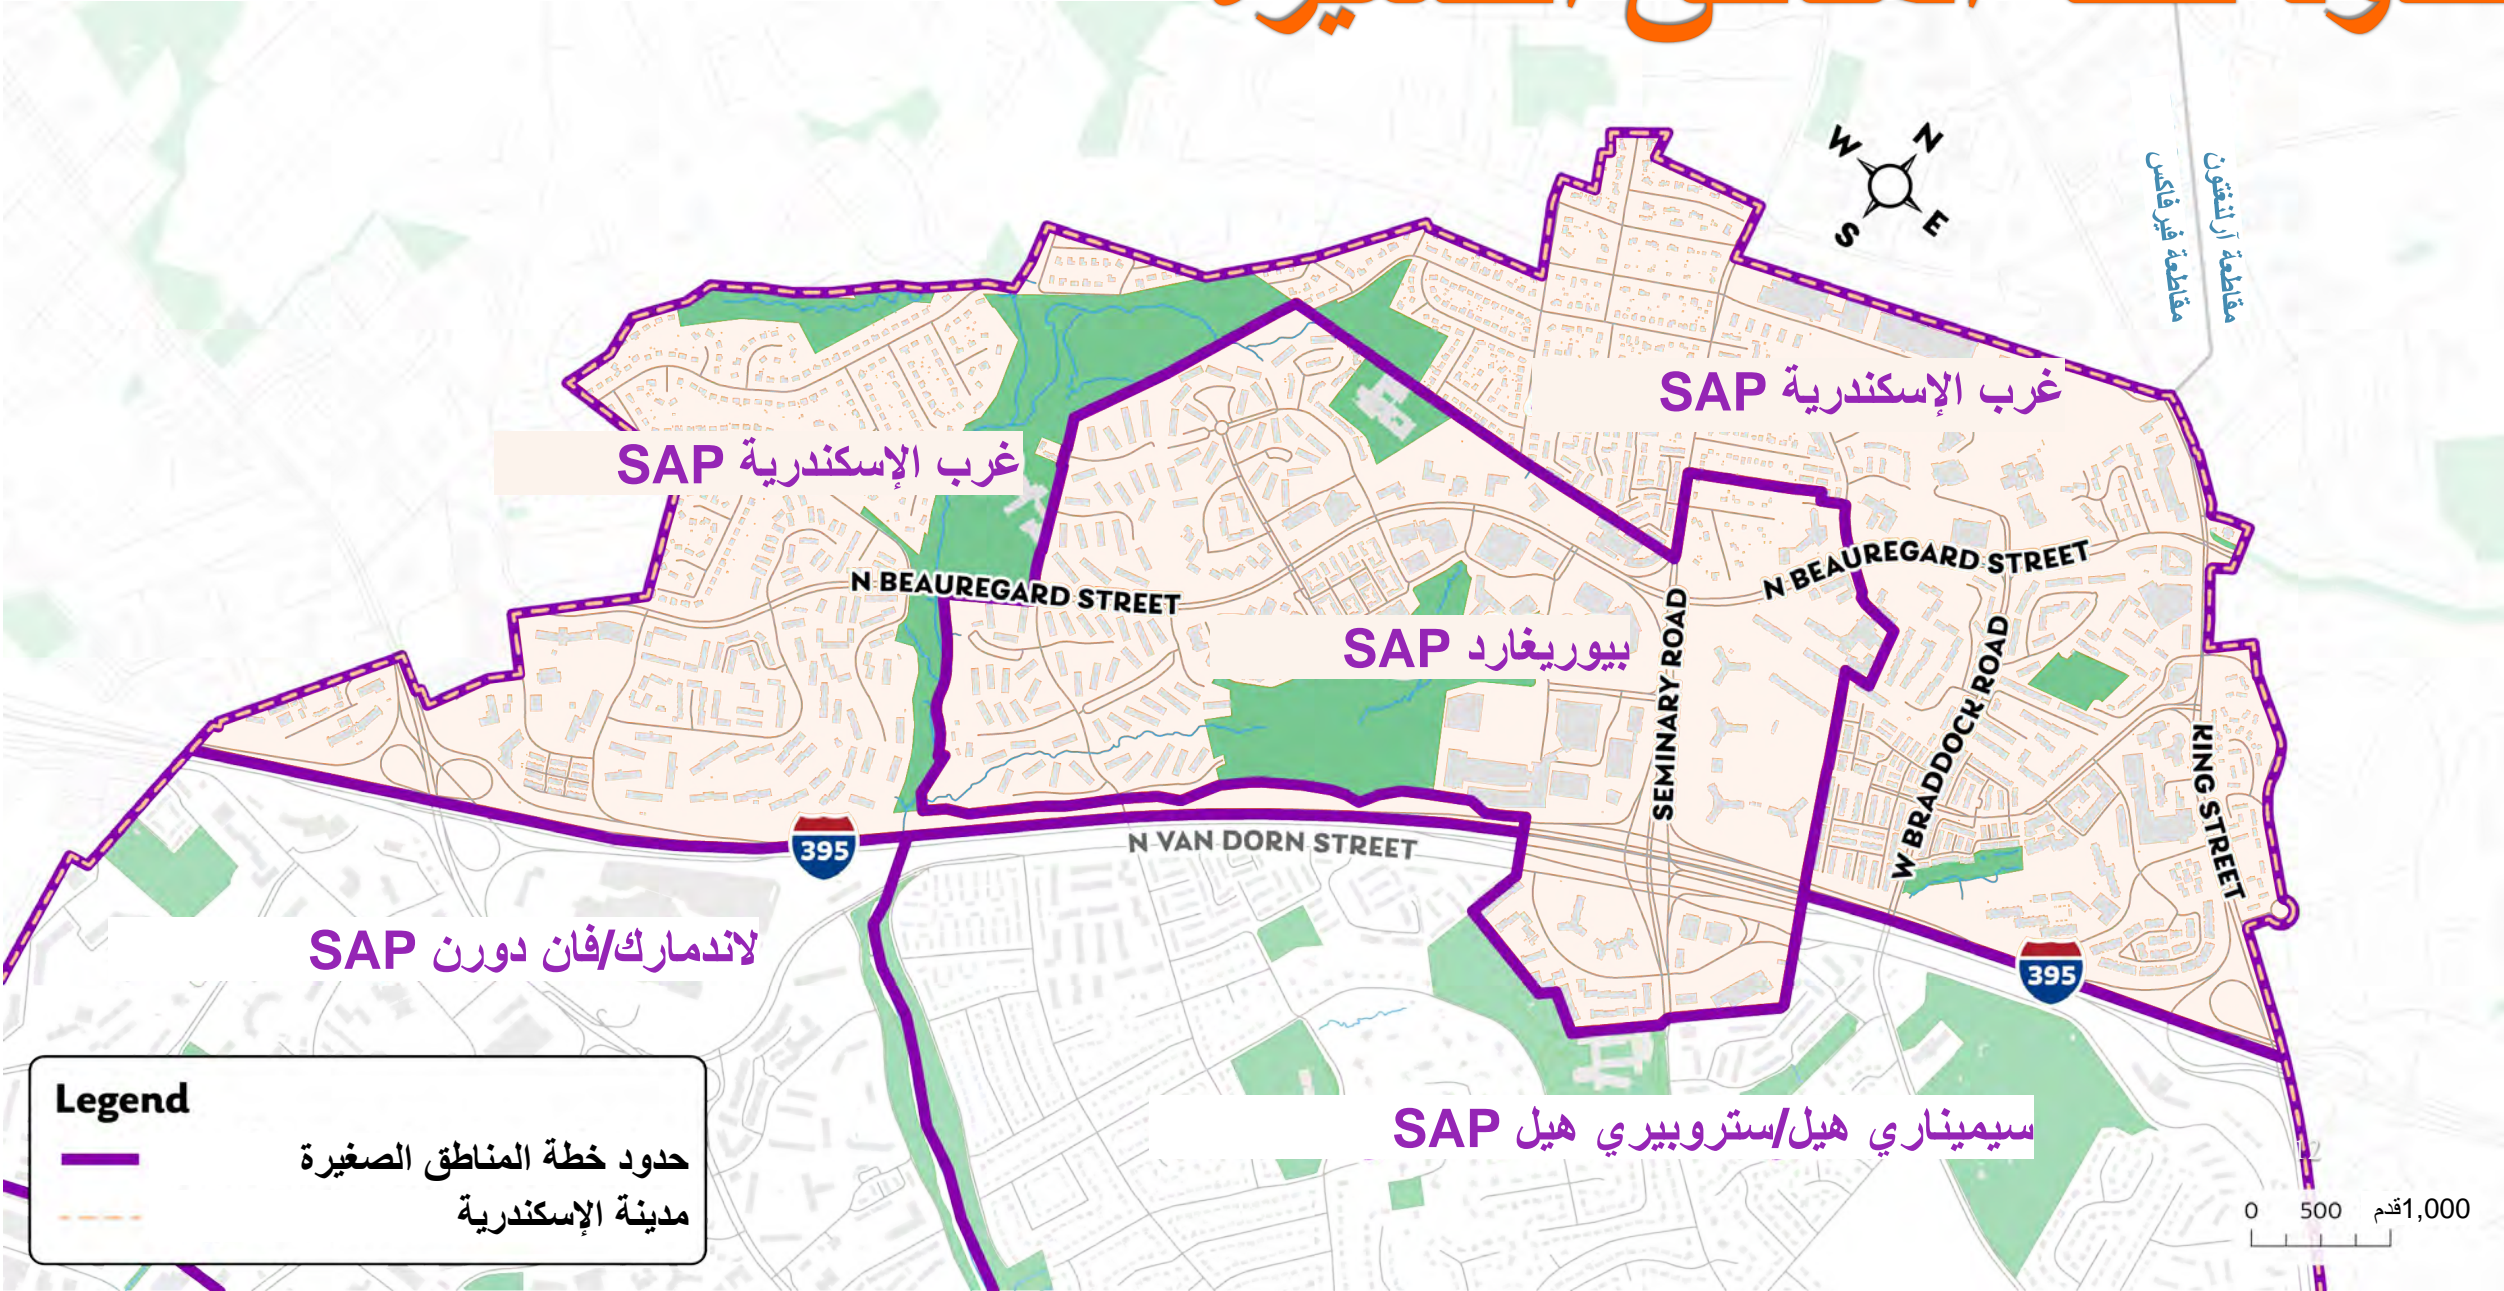 W
N
S
E
مقاطعة فيرفاكس
مقاطعة آرلنغتون
غرب الإسكندرية SAP
غرب الإسكندرية SAP
N BEAUREGARD STREET
N BEAUREGARD STREET
بيوريغارد SAP
SEMINARY ROAD
W BRADDOCK ROAD
KING STREET
395
N VAN DORN STREET
لاندمارك/فان دورن SAP
395
سيميناري هيل/ستروبيري هيل SAP
Legend
حدود خطة المناطق الصغيرة
مدينة الإسكندرية
0 500 1,000قدم